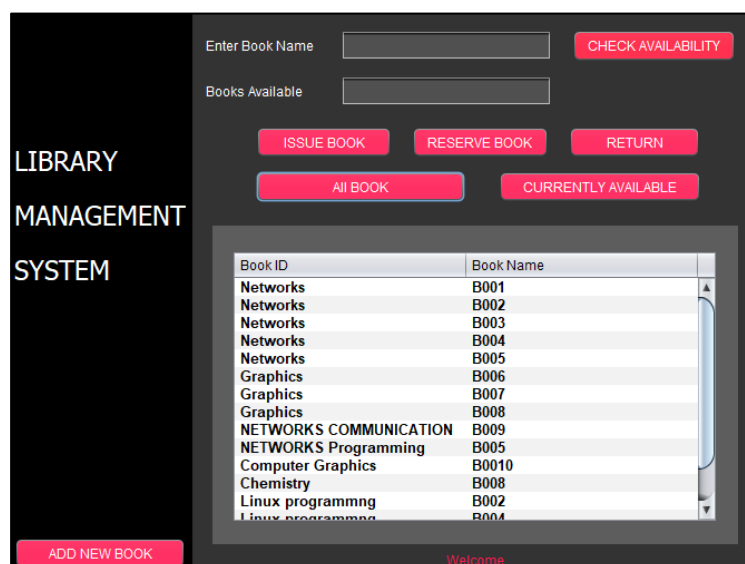 LIBRARY
MANAGEMENT
SYSTEM
ADD NEW BOOK
Enter Book Name
CHECK AVAILABILITY
Books Available
ISSUE BOOK RESERVE BOOK RETURN
All BOOK CURRENTLY AVAILABLE
Book ID Book Name
Networks B001
Networks B002
Networks B003
Networks B004
Networks B005
Graphics B006
Graphics B007
Graphics B008
NETWORKS COMMUNICATION B009
NETWORKS Programming B005
Computer Graphics B0010
Chemistry B008
Linux programmng B002
Linux programmng B004
Welcome